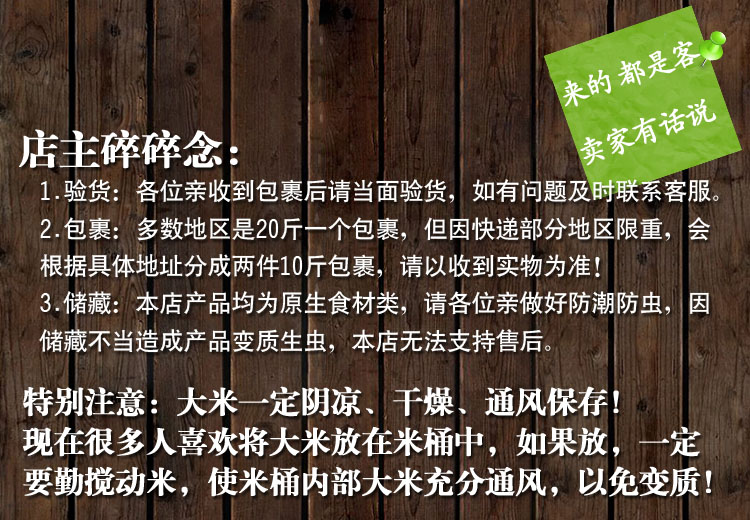 来的都是客
卖家有话说
店主碎碎念：
1.验货：各位亲收到包裹后请当面验货，如有问题及时联系客服。
2.包裹：多数地区是20斤一个包裹，但因快递部分地区限重，会
根据具体地址分成两件10斤包裹，请以收到实物为准！
3.储藏：本店产品均为原生食材类，请各位亲做好防潮防虫，因
储藏不当造成产品变质生虫，本店无法支持售后。
特别注意：大米一定阴凉、干燥、通风保存！
现在很多人喜欢将大米放在米桶中，如果放，一定
要勤搅动米，使米桶内部大米充分通风，以免变质！